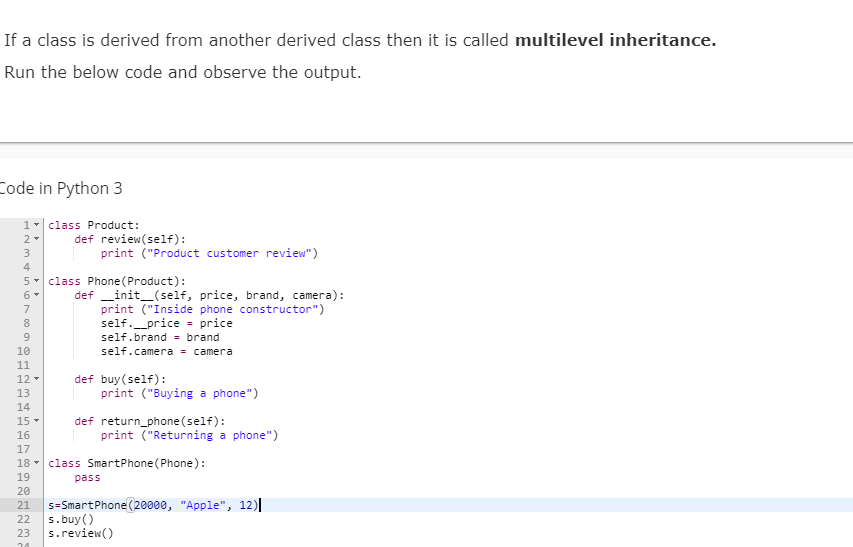 If a class is derived from another derived class then it is called multilevel inheritance.
Run the below code and observe the output.
Code in Python 3
1 class Product:
2     def review(self):
3         print ("Product customer review")
4
5 class Phone(Product):
6     def __init__(self, price, brand, camera):
7         print ("Inside phone constructor")
8         self.__price = price
9         self.brand = brand
10         self.camera = camera
11
12     def buy(self):
13         print ("Buying a phone")
14
15     def return_phone(self):
16         print ("Returning a phone")
17
18 class SmartPhone(Phone):
19     pass
20
21 s=SmartPhone(20000, "Apple", 12)
22 s.buy()
23 s.review()
24